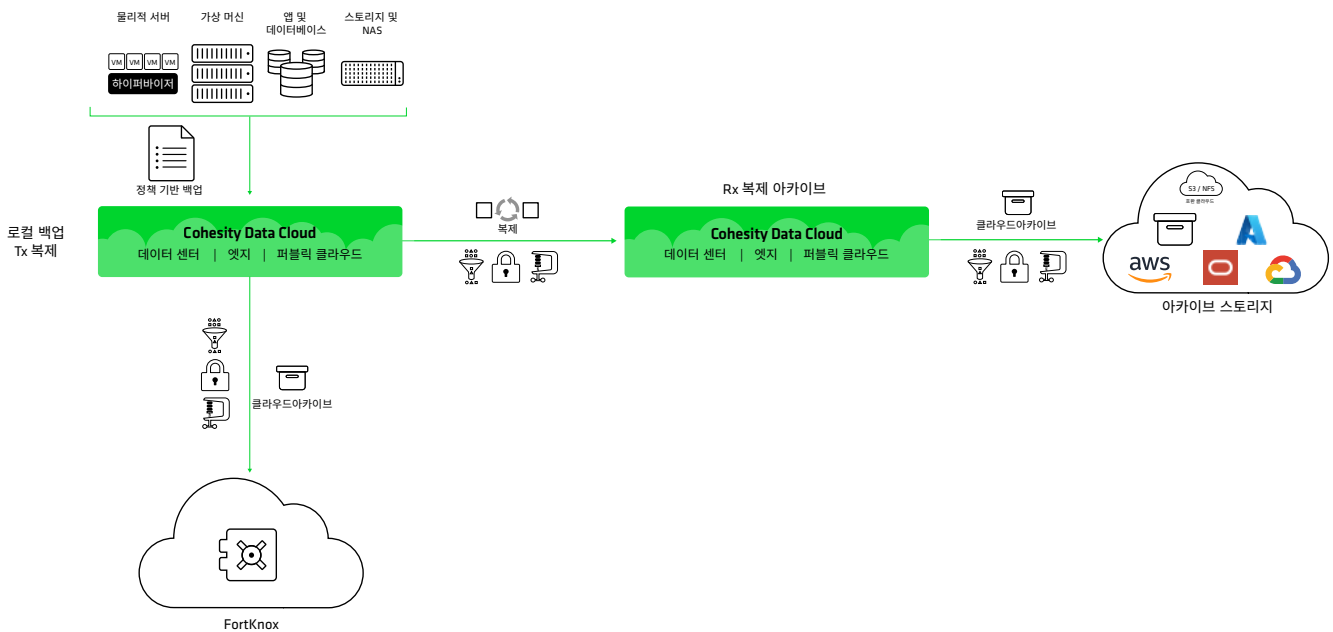 물리적 서버
가상 머신
앱 및
데이터베이스
스토리지 및
NAS
VM VM VM VM
하이퍼바이저
정책 기반 백업
로컬 백업
Tx 복제
Cohesity Data Cloud
데이터 센터 | 엣지 | 퍼블릭 클라우드
복제
Rx 복제 아카이브
Cohesity Data Cloud
데이터 센터 | 엣지 | 퍼블릭 클라우드
클라우드아카이브
S3 / NFS
호환 클라우드
aws
아카이브 스토리지
클라우드아카이브
FortKnox